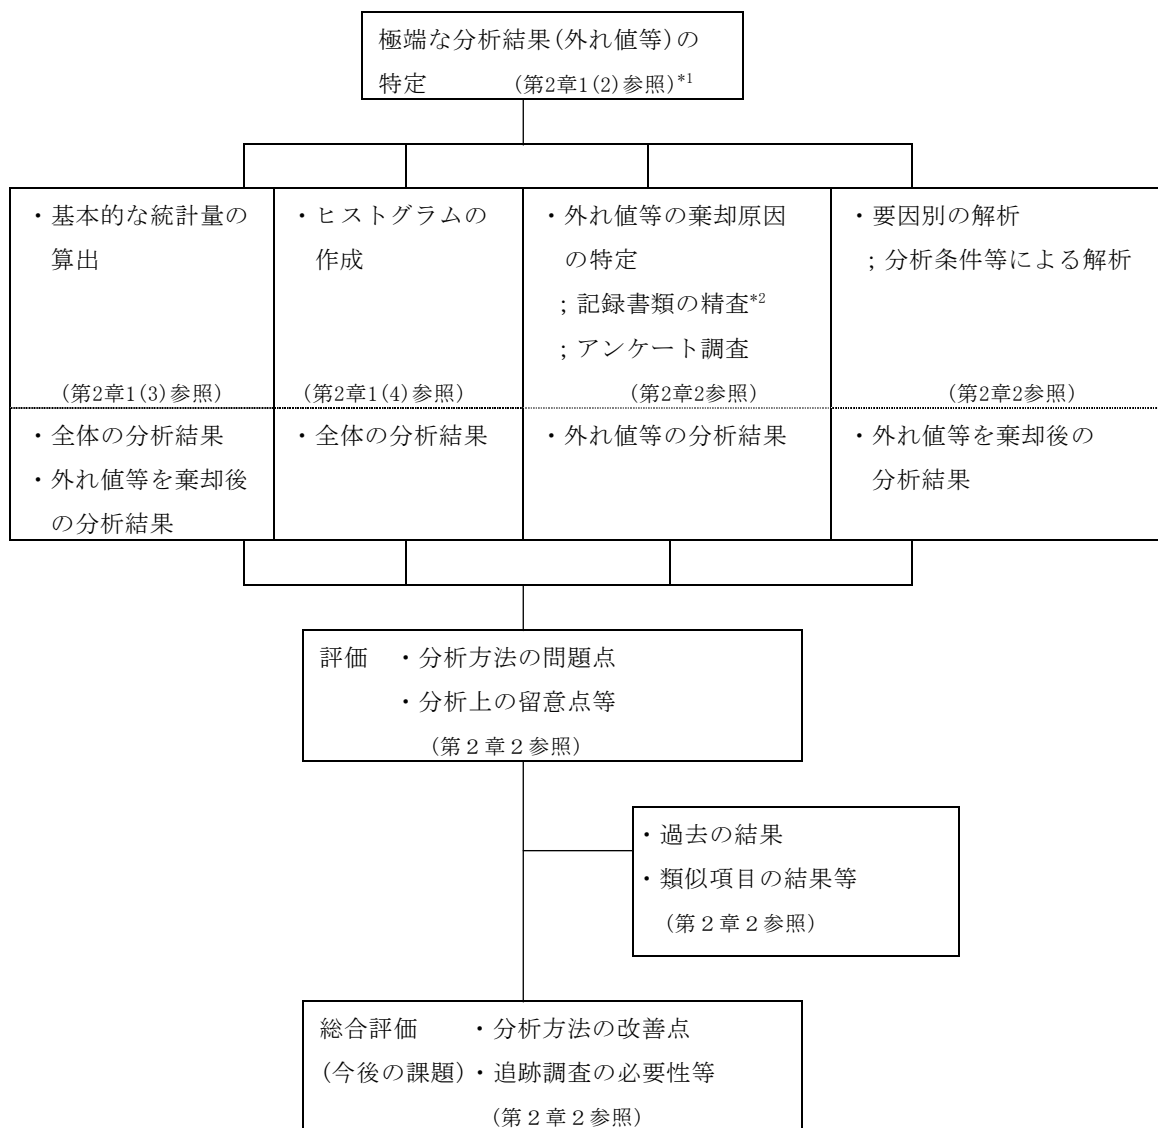 極端な分析結果(外れ値等)の
特定　　　(第2章1(2)参照)*1
・基本的な統計量の
算出
(第2章1(3)参照)
・全体の分析結果
・外れ値等を棄却後
の分析結果
・ヒストグラムの
作成
(第2章1(4)参照)
・全体の分析結果
・外れ値等の棄却原因
の特定
；記録書類の精査*2
；アンケート調査
(第2章2参照)
・外れ値等の分析結果
・要因別の解析
；分析条件等による解析
(第2章2参照)
・外れ値等を棄却後の
分析結果
評価　・分析方法の問題点
・分析上の留意点等
(第２章２参照)
・過去の結果
・類似項目の結果等
(第２章２参照)
総合評価　　・分析方法の改善点
(今後の課題)・追跡調査の必要性等
(第２章２参照)